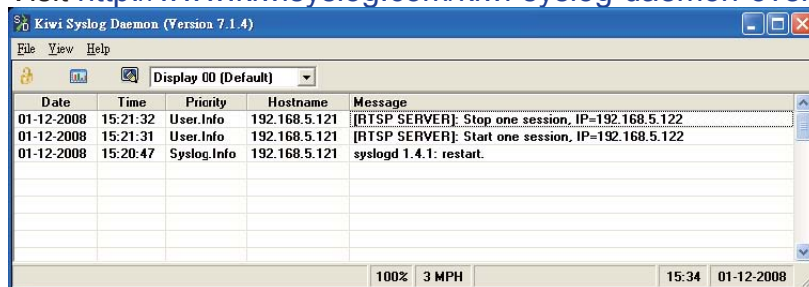 Kiwi Syslog Daemon (Version 7.1.4)
File View Help
Display 00 (Default)
Date Time Priority Hostname Message
01-12-2008 15:21:32 User.Info 192.168.5.121 [RTSP SERVER]: Stop one session, IP=192.168.5.122
01-12-2008 15:21:31 User.Info 192.168.5.121 [RTSP SERVER]: Start one session, IP=192.168.5.122
01-12-2008 15:20:47 Syslog.Info 192.168.5.121 syslogd 1.4.1: restart.
100% 3 MPH 15:34 01-12-2008